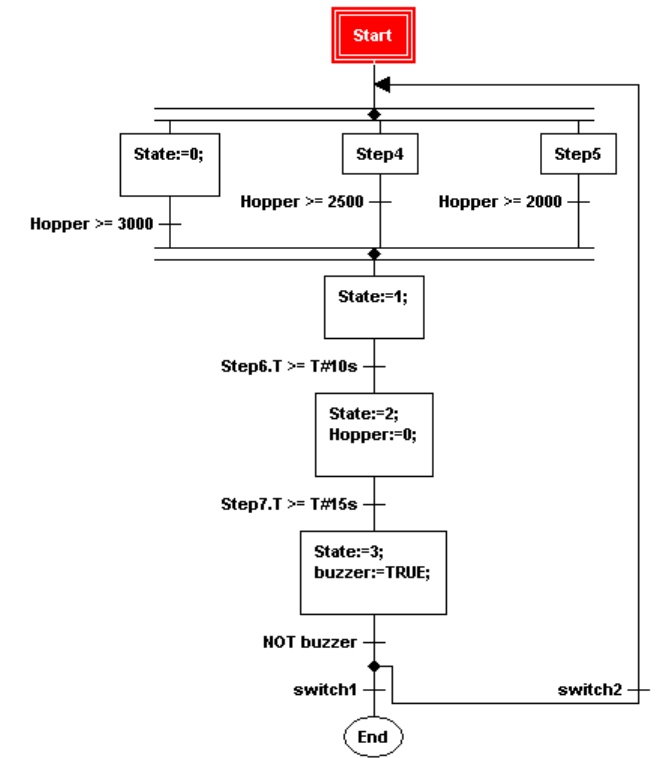 Start
State:=0;
Step4
Step5
Hopper >= 2500
Hopper >= 2000
Hopper >= 3000
State:=1;
Step6.T >= T#10s
State:=2;
Hopper:=0;
Step7.T >= T#15s
State:=3;
buzzer:=TRUE;
NOT buzzer
switch1
switch2
End